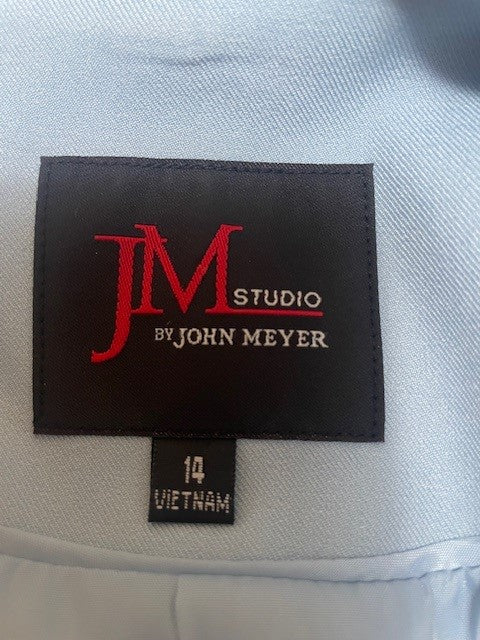 JM STUDIO
BY JOHN MEYER
14
VIETNAM